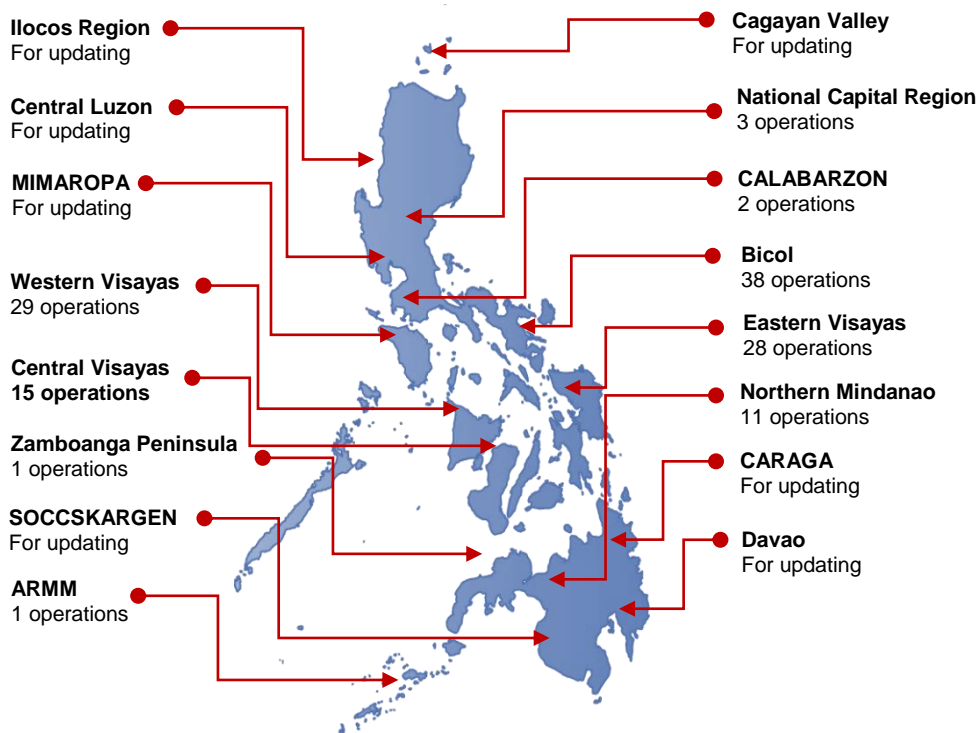 Ilocos Region
For updating
Central Luzon
For updating
MIMAROPA
For updating
Western Visayas
29 operations
Central Visayas
15 operations
Zamboanga Peninsula
1 operations
SOCCSKARGEN
For updating
ARMM
1 operations
Cagayan Valley
For updating
National Capital Region
3 operations
CALABARZON
2 operations
Bicol
38 operations
Eastern Visayas
28 operations
Northern Mindanao
11 operations
CARAGA
For updating
Davao
For updating